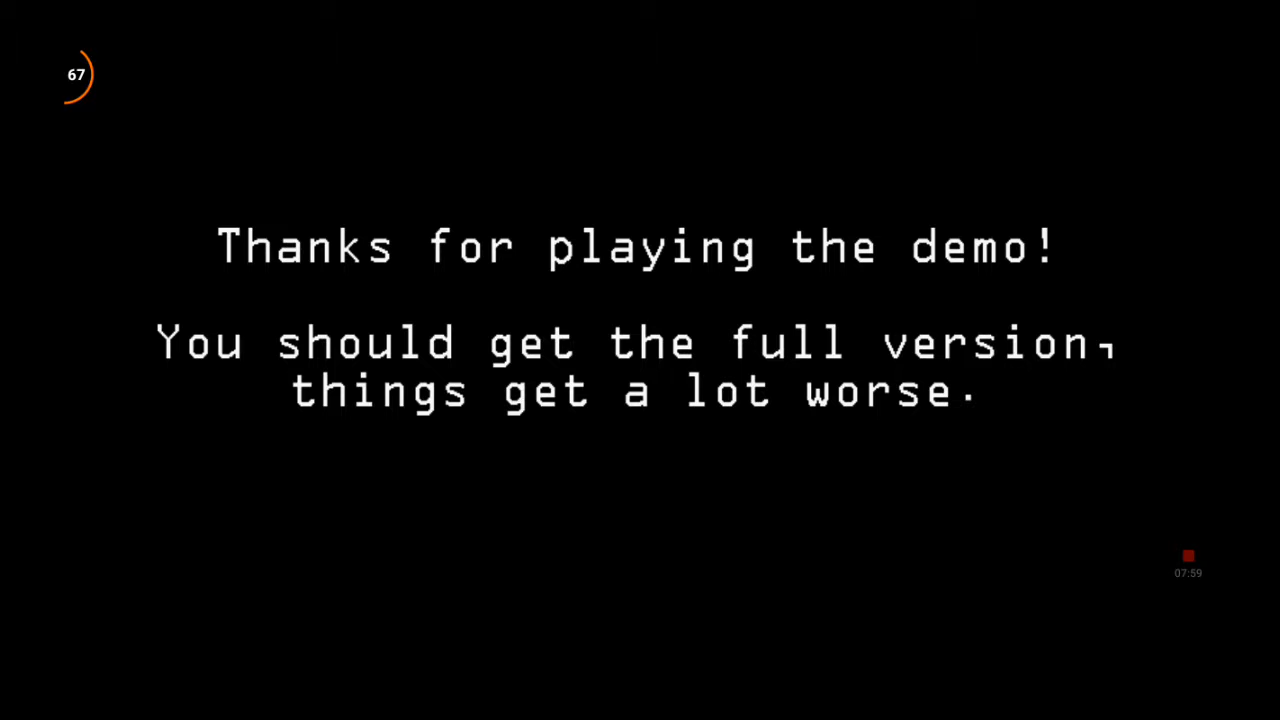 67
Thanks for playing the demo!
You should get the full version,
things get a lot worse.
07:59